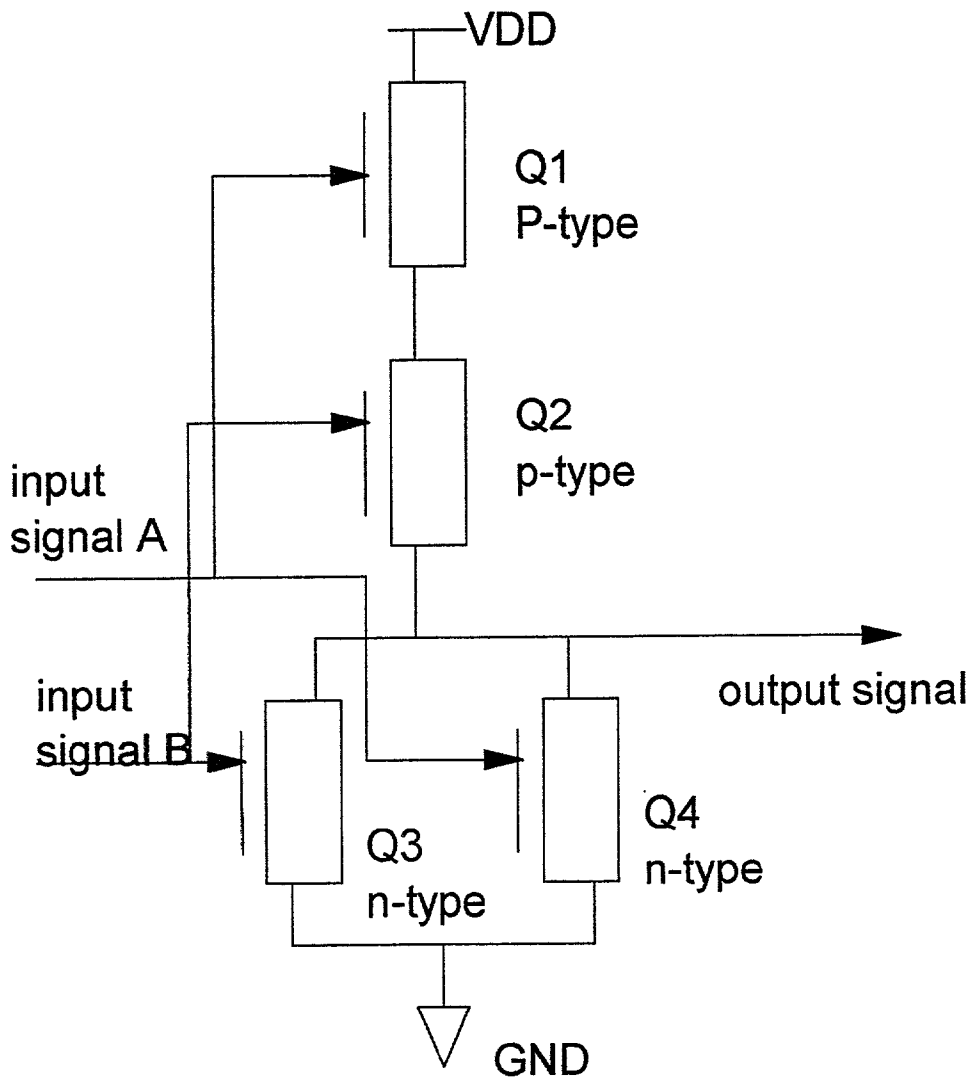 VDD
Q1
P-type
Q2
p-type
input
signal A
input
signal B
output signal
Q3
n-type
Q4
n-type
GND